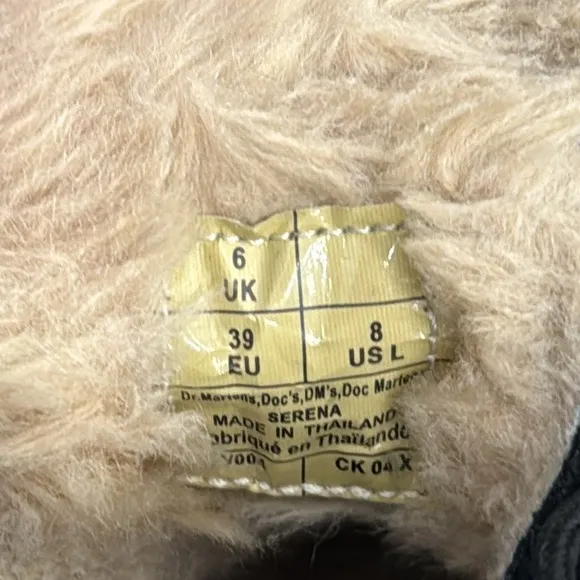 6
UK
39
EU
8
US L
Dr.Martens,Doc's,DM's,Doc Martens
SERENA
MADE IN THAILAND
Fabriqué en Thaïlande
V001 CK 04 X